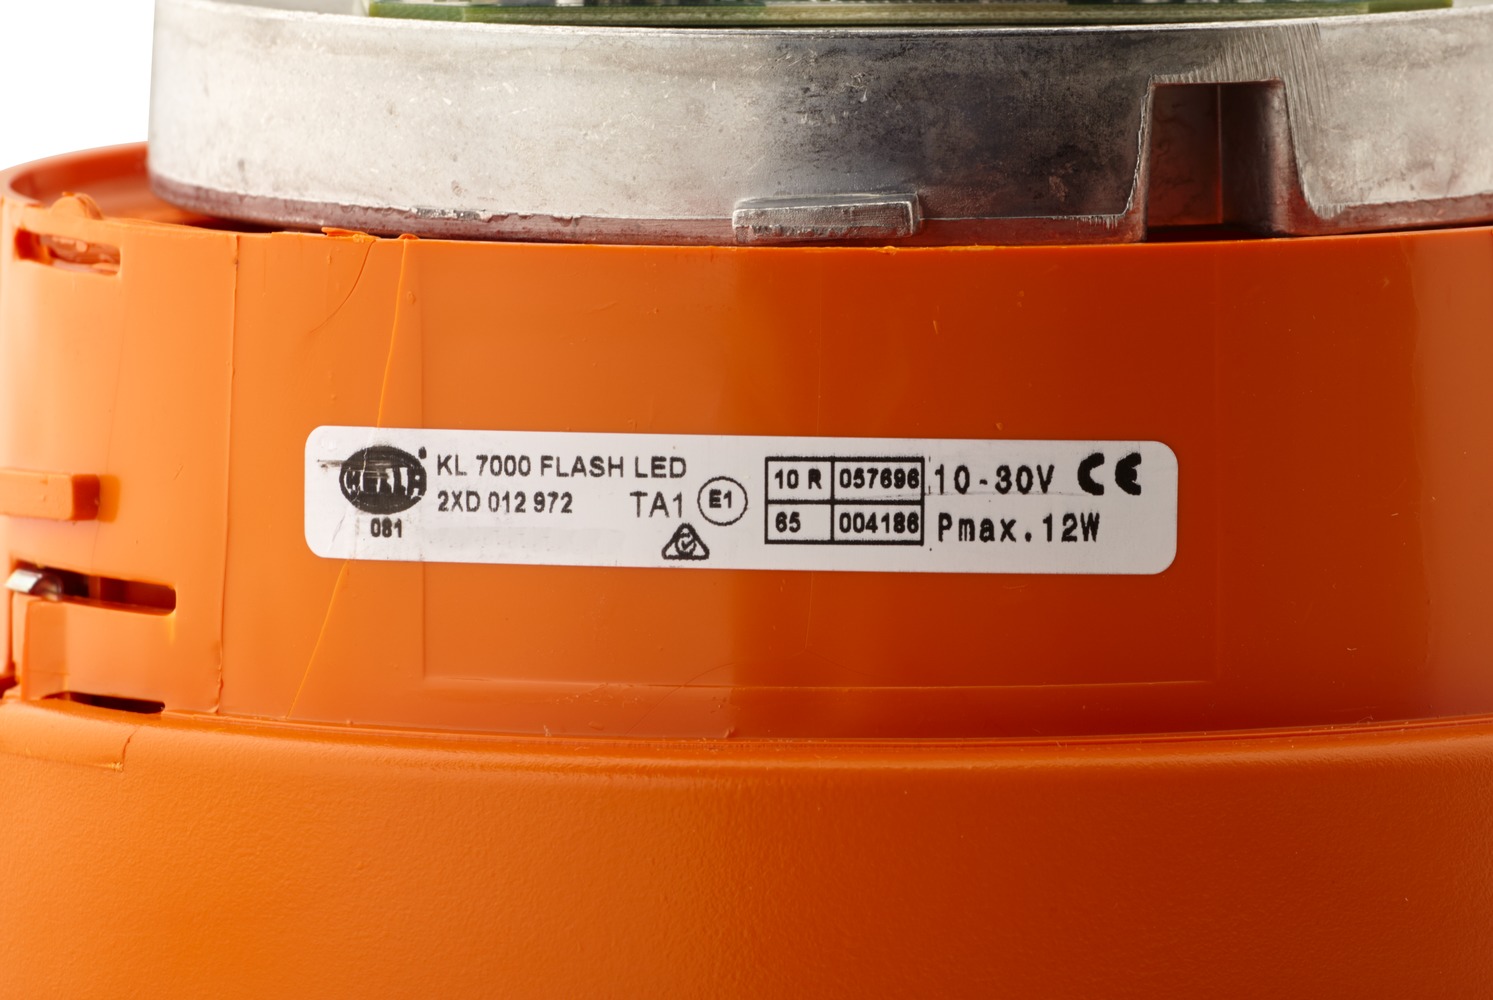 HELLA
081
KL 7000 FLASH LED
2XD 012 972
TA1
E1
10 R 057696
65 004186
10-30V CE
Pmax.12W